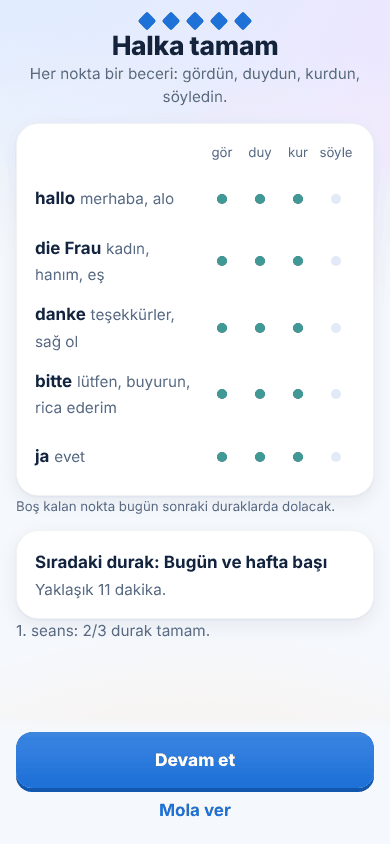 Halka tamam
Her nokta bir beceri: gördün, duydun, kurdun,
söyledin.
gör duy kur söyle
hallo merhaba, alo
die Frau kadın,
hanım, eş
danke teşekkürler,
sağ ol
bitte lütfen, buyurun,
rica ederim
ja evet
Boş kalan nokta bugün sonraki duraklarda dolacak.
Sıradaki durak: Bugün ve hafta başı
Yaklaşık 11 dakika.
1. seans: 2/3 durak tamam.
Devam et
Mola ver